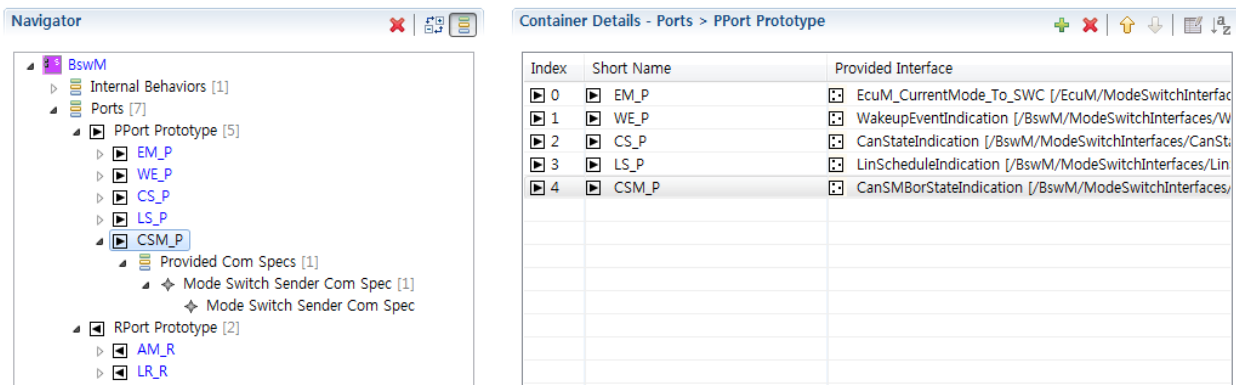 Navigator
BswM
Internal Behaviors [1]
Ports [7]
PPort Prototype [5]
EM_P
WE_P
CS_P
LS_P
CSM_P
Provided Com Specs [1]
Mode Switch Sender Com Spec [1]
Mode Switch Sender Com Spec
RPort Prototype [2]
AM_R
LR_R
Container Details - Ports > PPort Prototype
Index Short Name Provided Interface
0 EM_P EcuM_CurrentMode_To_SWC [/EcuM/ModeSwitchInterfac
1 WE_P WakeupEventIndication [/BswM/ModeSwitchInterfaces/W
2 CS_P CanStateIndication [/BswM/ModeSwitchInterfaces/CanSta
3 LS_P LinScheduleIndication [/BswM/ModeSwitchInterfaces/Lin
4 CSM_P CanSMBorStateIndication [/BswM/ModeSwitchInterfaces/